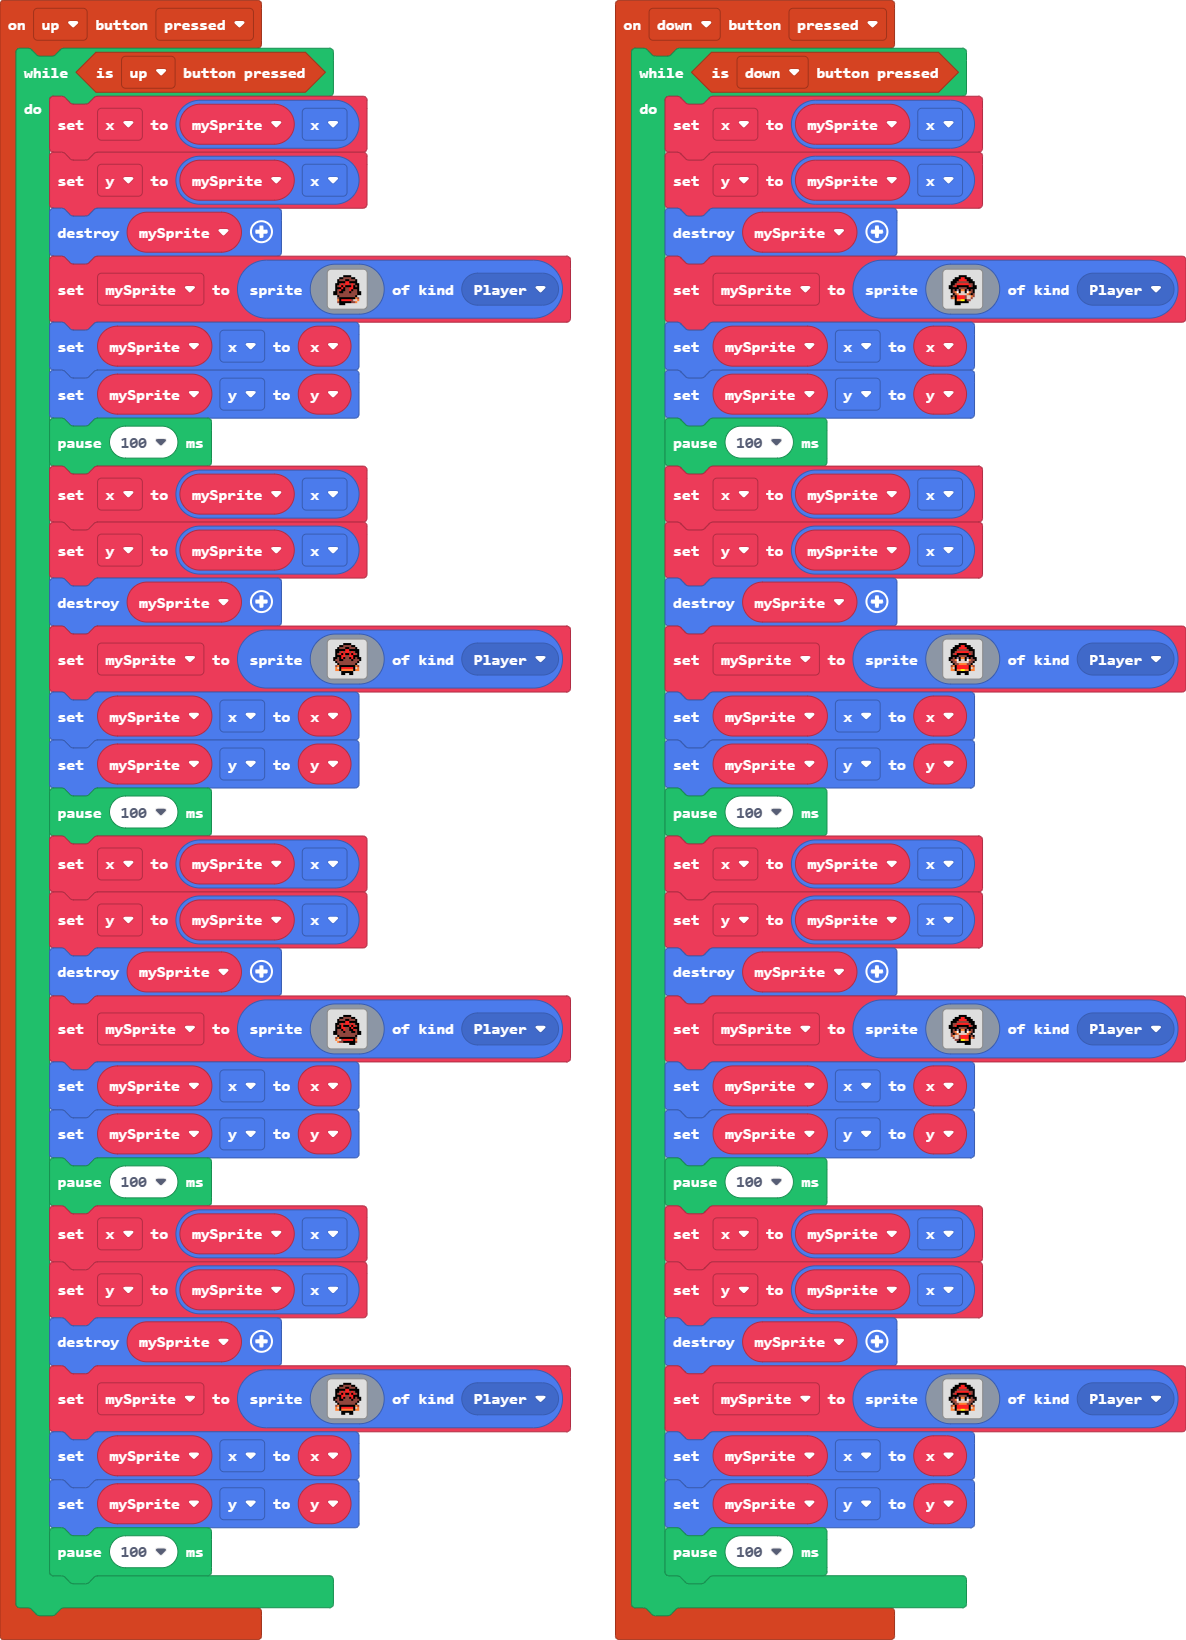 on up button pressed
while is up button pressed
do
set x to mySprite x
set y to mySprite x
destroy mySprite
set mySprite to sprite of kind Player
set mySprite x to x
set mySprite y to y
pause 100 ms
set x to mySprite x
set y to mySprite x
destroy mySprite
set mySprite to sprite of kind Player
set mySprite x to x
set mySprite y to y
pause 100 ms
set x to mySprite x
set y to mySprite x
destroy mySprite
set mySprite to sprite of kind Player
set mySprite x to x
set mySprite y to y
pause 100 ms
set x to mySprite x
set y to mySprite x
destroy mySprite
set mySprite to sprite of kind Player
set mySprite x to x
set mySprite y to y
pause 100 ms
on down button pressed
while is down button pressed
do
set x to mySprite x
set y to mySprite x
destroy mySprite
set mySprite to sprite of kind Player
set mySprite x to x
set mySprite y to y
pause 100 ms
set x to mySprite x
set y to mySprite x
destroy mySprite
set mySprite to sprite of kind Player
set mySprite x to x
set mySprite y to y
pause 100 ms
set x to mySprite x
set y to mySprite x
destroy mySprite
set mySprite to sprite of kind Player
set mySprite x to x
set mySprite y to y
pause 100 ms
set x to mySprite x
set y to mySprite x
destroy mySprite
set mySprite to sprite of kind Player
set mySprite x to x
set mySprite y to y
pause 100 ms